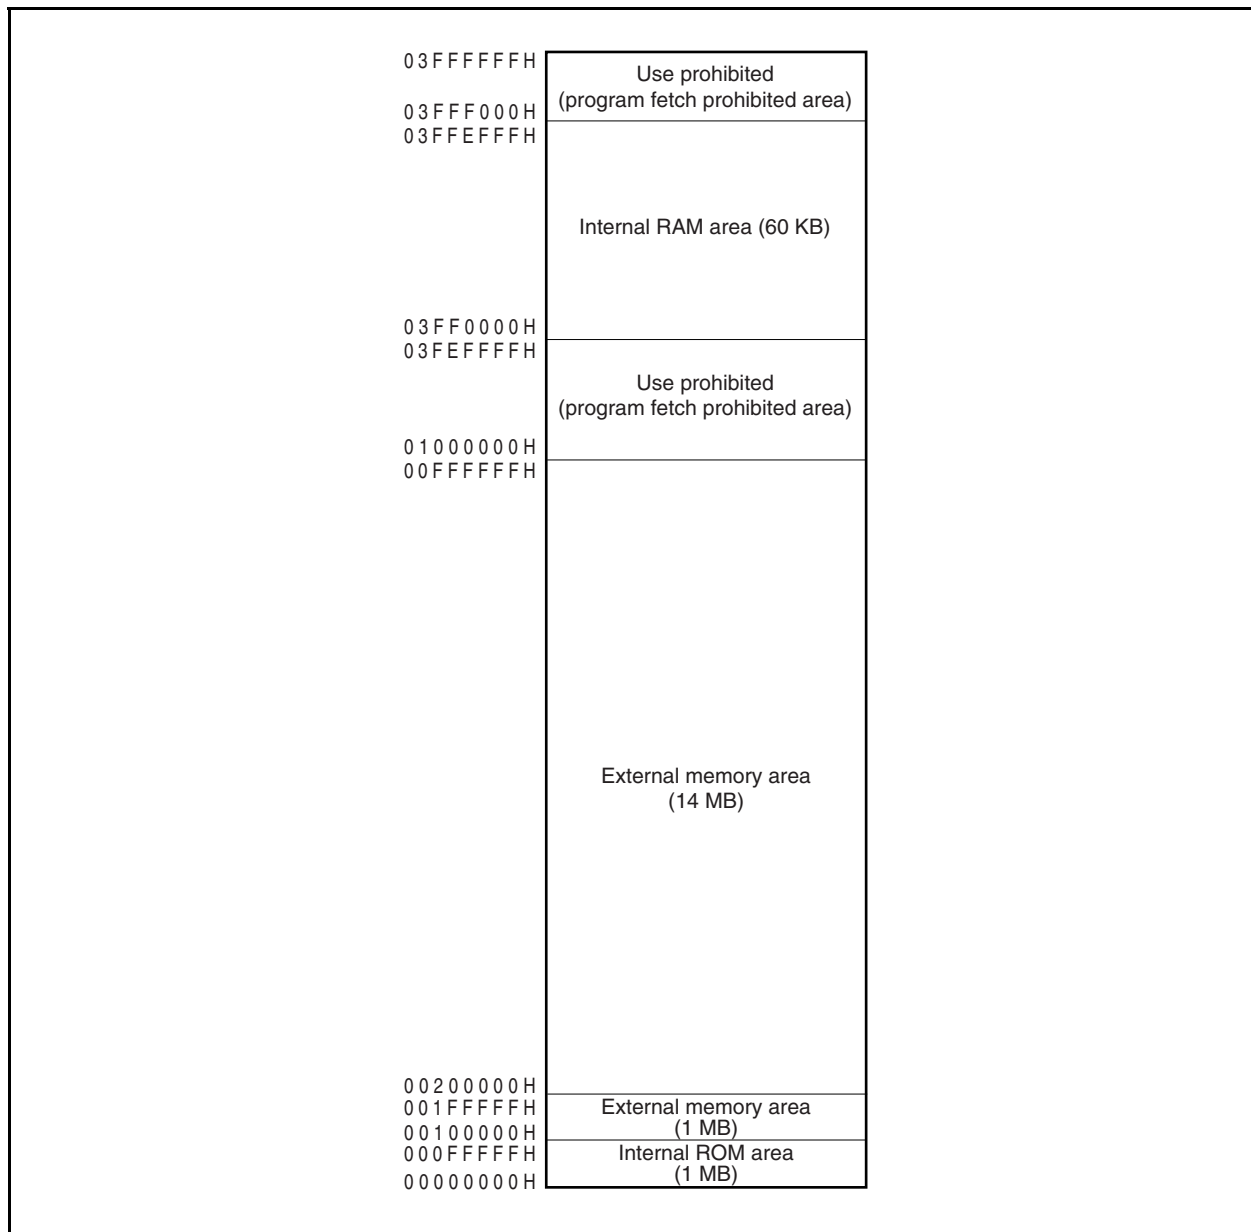 03FFFFFFH
Use prohibited
(program fetch prohibited area)
03FFF000H
03FFEFFFH
Internal RAM area (60 KB)
03FF0000H
03FEFFFFH
Use prohibited
(program fetch prohibited area)
01000000H
00FFFFFFH
External memory area
(14 MB)
00200000H
001FFFFFH
External memory area
(1 MB)
00100000H
000FFFFFH
Internal ROM area
(1 MB)
00000000H